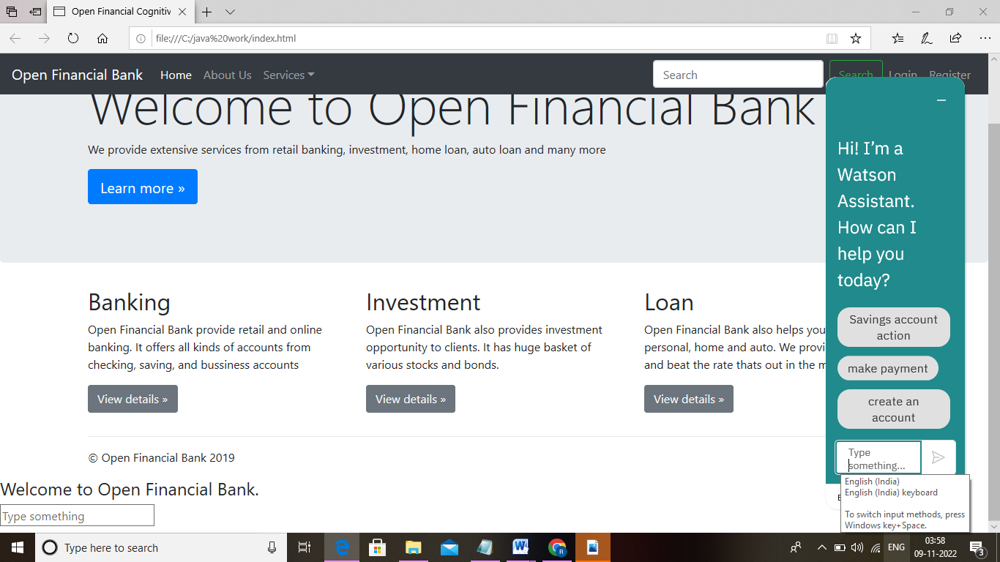 Open Financial Cognitiv
file:///C:/java%20work/index.html
Open Financial Bank Home About Us Services Search Search Login Register
Welcome to Open Financial Bank
We provide extensive services from retail banking, investment, home loan, auto loan and many more
Learn more »
Banking
Open Financial Bank provide retail and online
banking. It offers all kinds of accounts from
checking, saving, and bussiness accounts
View details »
Investment
Open Financial Bank also provides investment
opportunity to clients. It has huge basket of
various stocks and bonds.
View details »
Loan
Open Financial Bank also helps you
personal, home and auto. We provi
and beat the rate thats out in the m
View details »
© Open Financial Bank 2019
Welcome to Open Financial Bank.
Type something
Hi! I’m a
Watson
Assistant.
How can I
help you
today?
Savings account
action
make payment
create an
account
Type
something...
English (India)
English (India) keyboard
To switch input methods, press
Windows key+Space.
Type here to search
ENG
03:58
09-11-2022
3